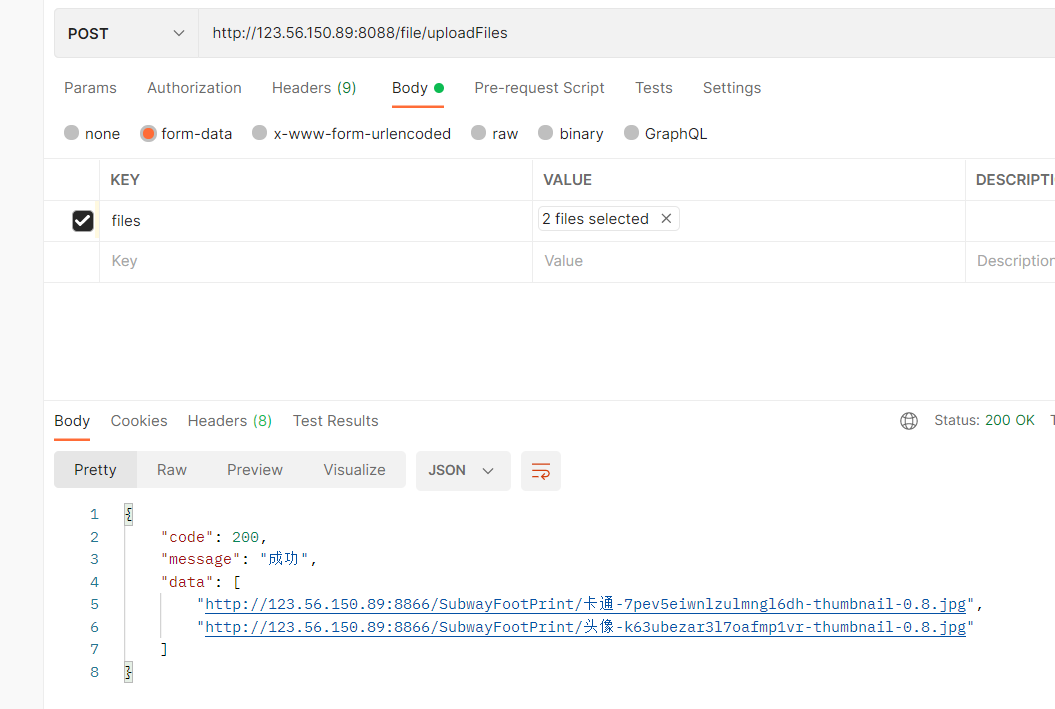 POST http://123.56.150.89:8088/file/uploadFiles
Params Authorization Headers (9) Body Pre-request Script Tests Settings
none form-data x-www-form-urlencoded raw binary GraphQL
KEY VALUE DESCRIPTI
files 2 files selected
Key Value Description
Body Cookies Headers (8) Test Results Status: 200 OK T
Pretty Raw Preview Visualize JSON
1 {
2 "code": 200,
3 "message": "成功",
4 "data": [
5 "http://123.56.150.89:8866/SubwayFootPrint/卡通-7pev5eiwnlzulmngl6dh-thumbnail-0.8.jpg",
6 "http://123.56.150.89:8866/SubwayFootPrint/头像-k63ubezar3l7oafmp1vr-thumbnail-0.8.jpg"
7 ]
8 }